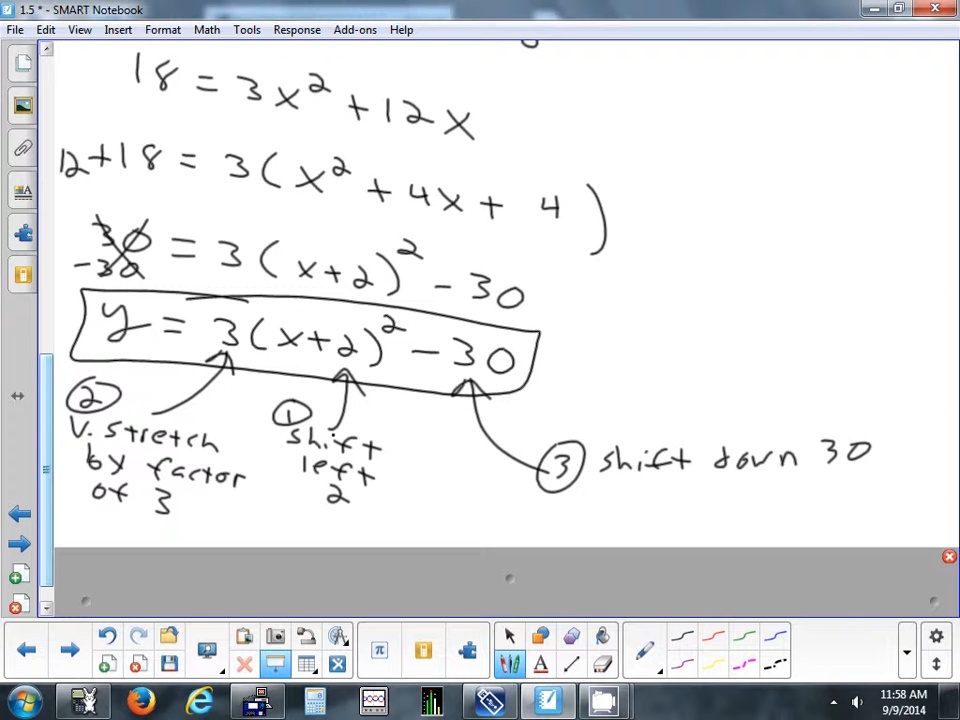 1.5 * - SMART Notebook
File Edit View Insert Format Math Tools Response Add-ons Help
18 = 3x² + 12x
12+18 = 3(x² + 4x + 4)
30 = 3(x+2)² - 30
-30
y = 3(x+2)² - 30
② V. stretch by factor of 3
① shift left 2
③ shift down 30
11:58 AM
9/9/2014